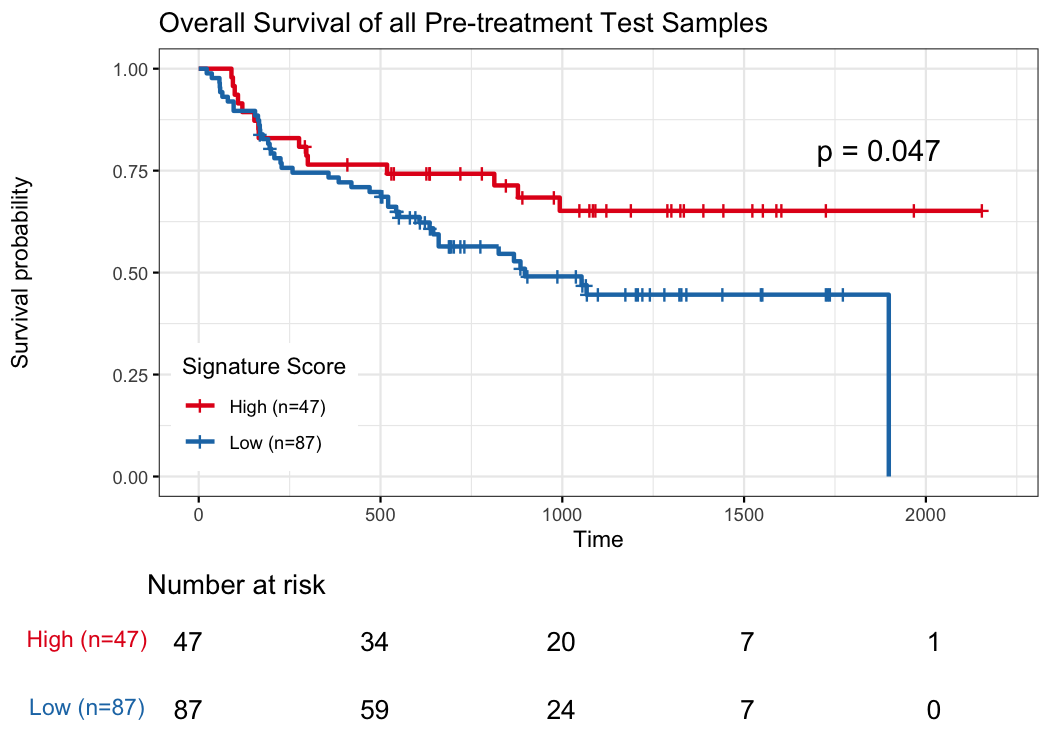 Overall Survival of all Pre-treatment Test Samples
Survival probability
1.00
0.75
0.50
0.25
0.00
p = 0.047
Signature Score
High (n=47)
Low (n=87)
0 500 1000 1500 2000
Time
Number at risk
High (n=47) 47 34 20 7 1
Low (n=87) 87 59 24 7 0